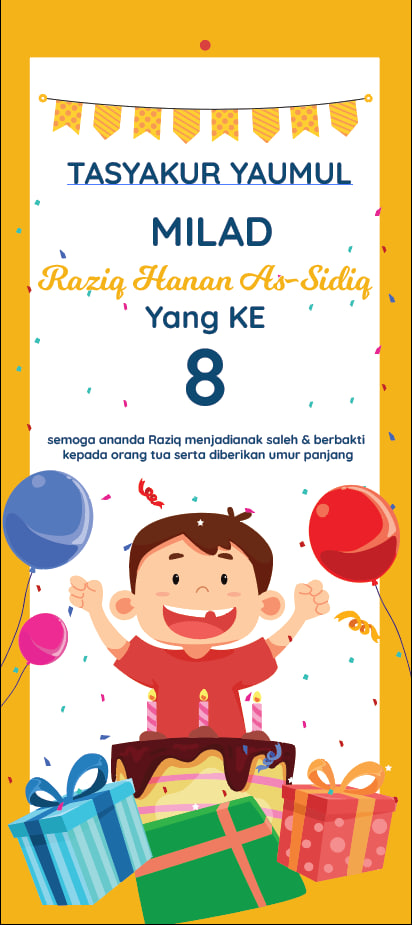 TASYAKUR YAUMUL
MILAD
Raziq Hanan As-Sidiq
Yang KE
8
semoga ananda Raziq menjadianak saleh & berbakti
kepada orang tua serta diberikan umur panjang